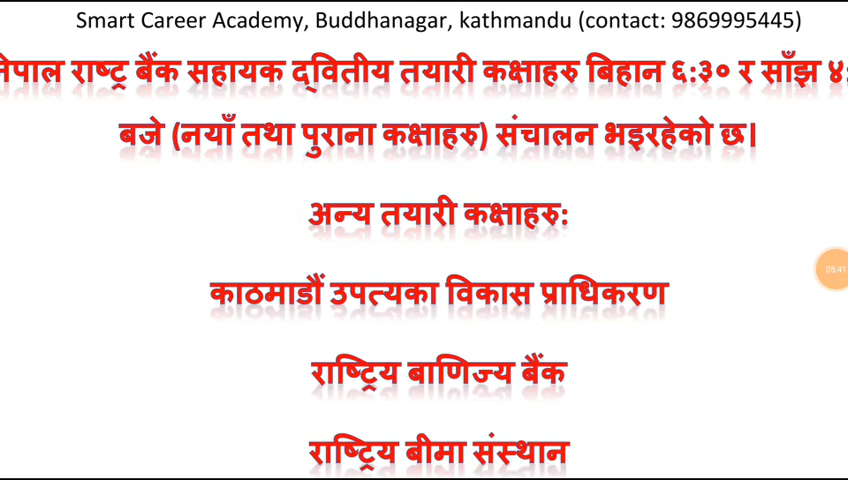 Smart Career Academy, Buddhanagar, kathmandu (contact: 9869995445)
राष्ट्र बैंक सहायक द्वितीय तयारी कक्षाहरु बिहान ६:३० र साँझ
बजे (नयाँ तथा पुराना कक्षाहरु) संचालन भइरहेको छ।
अन्य तयारी कक्षाहरु:
काठमाडौं उपत्यका विकास प्राधिकरण
राष्ट्रिय बाणिज्य बैंक
राष्ट्रिय बीमा संस्थान
05:41